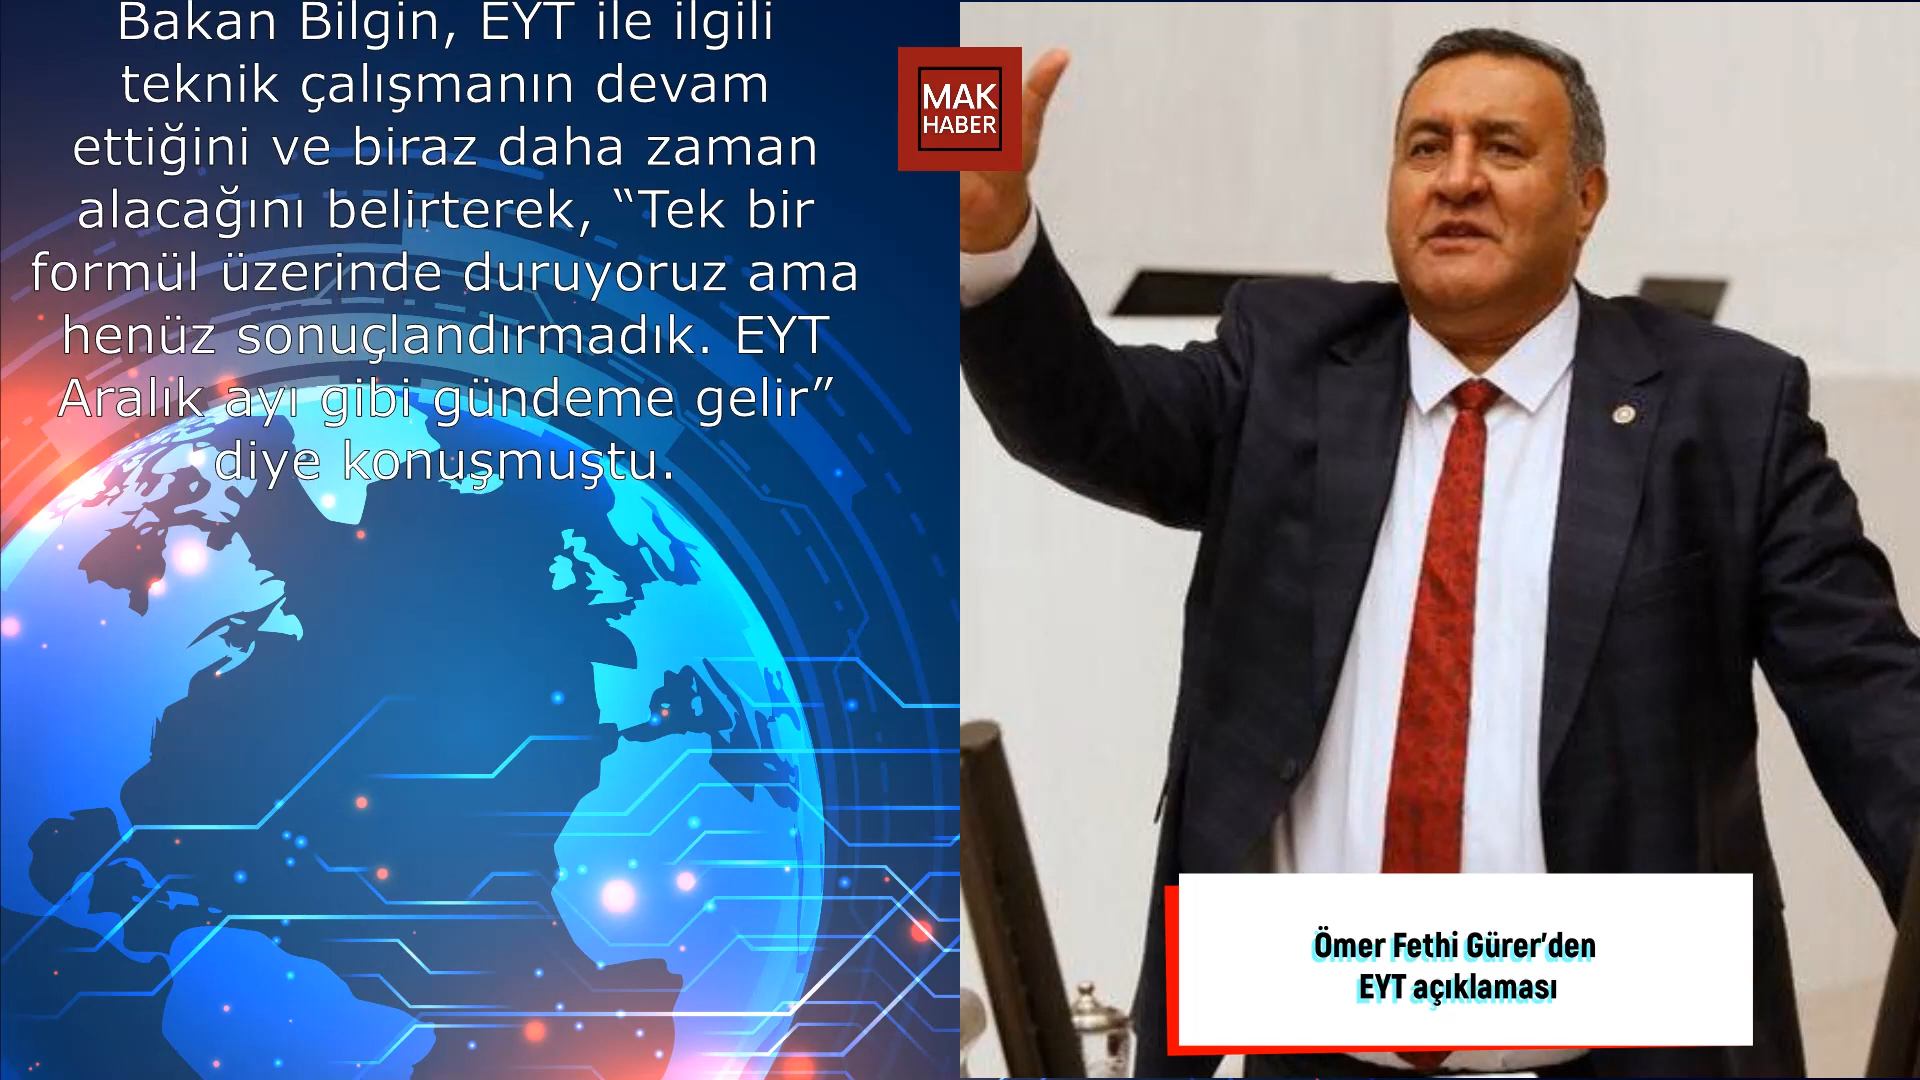 Bakan Bilgin, EYT ile ilgili
teknik çalışmanın devam
ettiğini ve biraz daha zaman
alacağını belirterek, “Tek bir
formül üzerinde duruyoruz ama
henüz sonuçlandırmadık. EYT
Aralık ayı gibi gündeme gelir”
diye konuşmuştu.
MAK
HABER
Ömer Fethi Gürer’den
EYT açıklaması